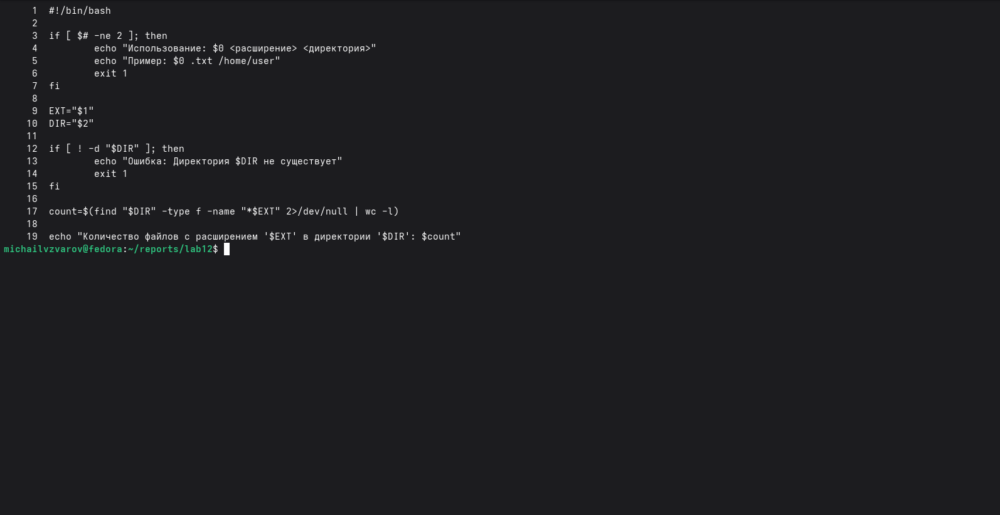 1 #!/bin/bash
2
3 if [ $# -ne 2 ]; then
4 echo "Использование: $0 <расширение> <директория>"
5 echo "Пример: $0 .txt /home/user"
6 exit 1
7 fi
8
9 EXT="$1"
10 DIR="$2"
11
12 if [ ! -d "$DIR" ]; then
13 echo "Ошибка: Директория $DIR не существует"
14 exit 1
15 fi
16
17 count=$(find "$DIR" -type f -name "*$EXT" 2>/dev/null | wc -l)
18
19 echo "Количество файлов с расширением '$EXT' в директории '$DIR': $count"
michailvzvarov@fedora:~/reports/lab12$